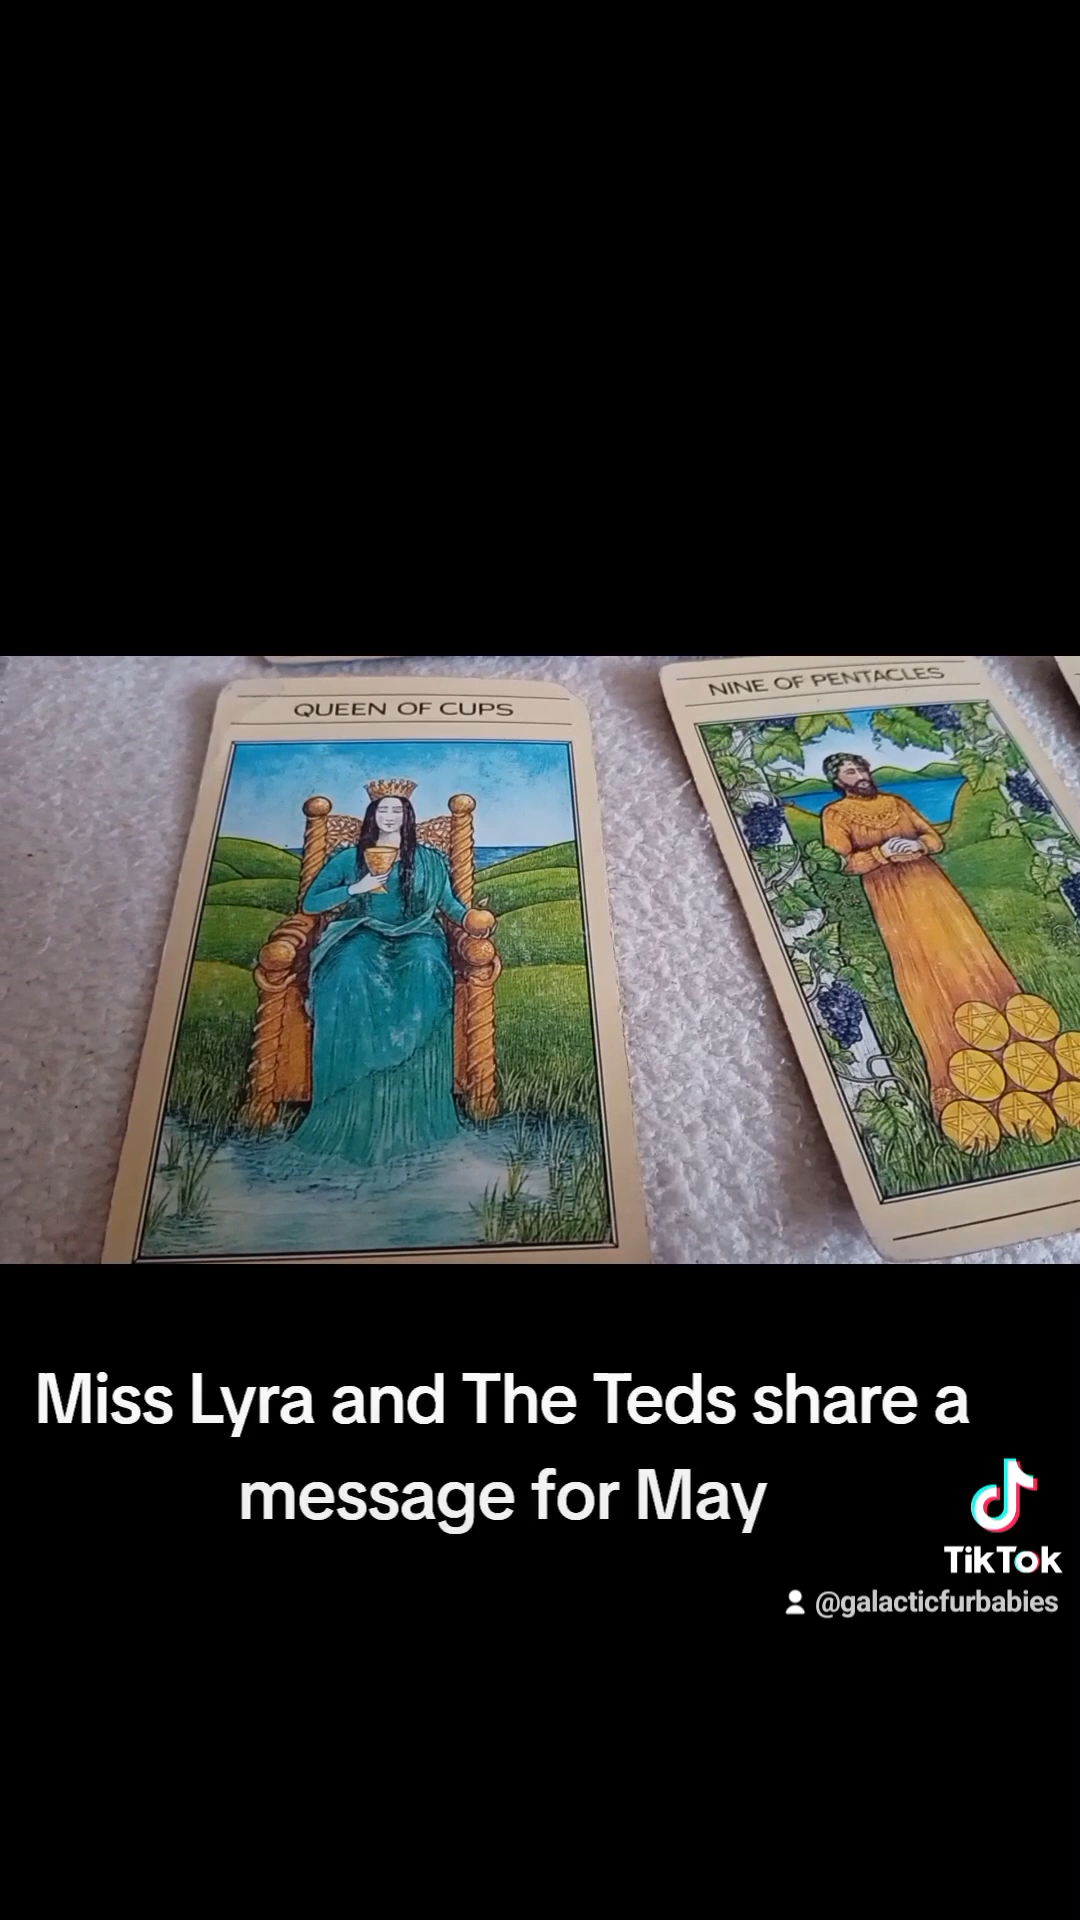 QUEEN OF CUPS
NINE OF PENTACLES
Miss Lyra and The Teds share a
message for May
TikTok
@galacticfurbabies